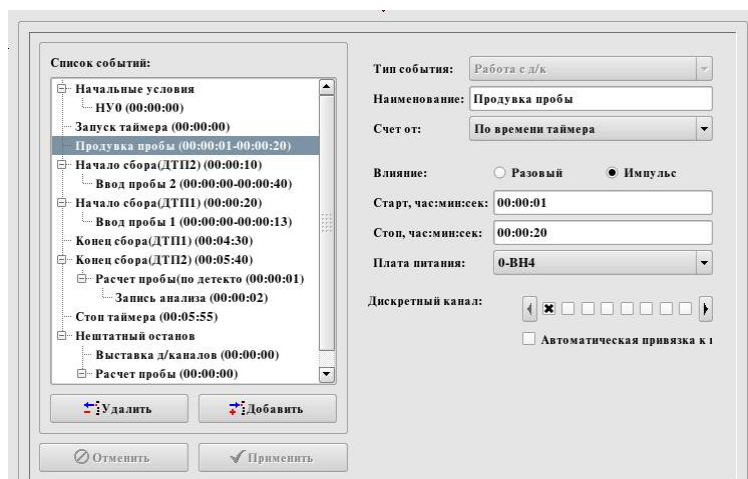 Список событий:
Начальные условия
НУ0 (00:00:00)
Запуск таймера (00:00:00)
Продувка пробы (00:00:01-00:00:20)
Начало сбора(ДТП2) (00:00:10)
Ввод пробы 2 (00:00:00-00:00:40)
Начало сбора(ДТП1) (00:00:20)
Ввод пробы 1 (00:00:00-00:00:13)
Конец сбора(ДТП1) (00:04:30)
Конец сбора(ДТП2) (00:05:40)
Расчет пробы(по детекто (00:00:01)
Запись анализа (00:00:02)
Стоп таймера (00:05:55)
Нештатный останов
Выставка д/каналов (00:00:00)
Расчет пробы (00:00:00)
Удалить
Добавить
Отменить
Применить
Тип события: Работа с д/к
Наименование: Продувка пробы
Счет от: По времени таймера
Влияние: Разовый Импульс
Старт, час:мин:сек: 00:00:01
Стоп, час:мин:сек: 00:00:20
Плата питания: 0-ВН4
Дискретный канал:
Автоматическая привязка к